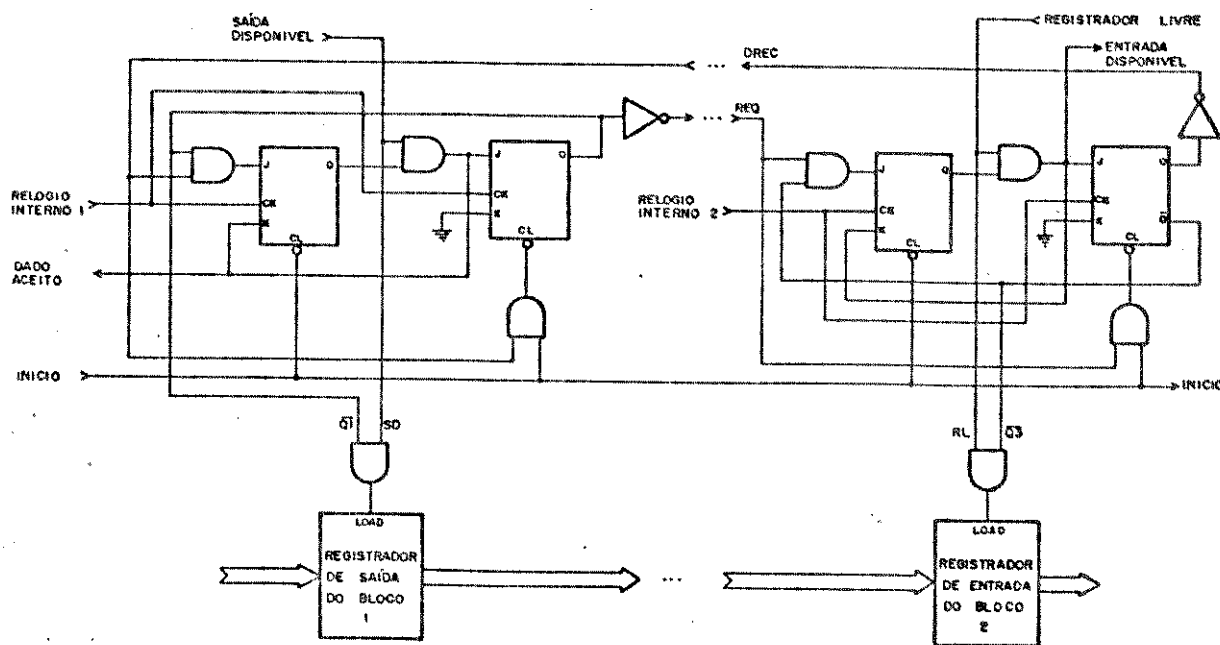 SAÍDA
DISPONIVEL
REGISTRADOR LIVRE
... DREC
ENTRADA
DISPONIVEL
... REQ
J Q
CK
K
CL
J Q
CK
K
CL
J Q
CK
K
CL
J Q
CK
K Q̅
CL
RELOGIO
INTERNO 1
RELOGIO
INTERNO 2
DADO
ACEITO
INICIO
INICIO
Q̅1 SD
RL Q̅3
LOAD
REGISTRADOR
DE SAÍDA
DO BLOCO
1
...
LOAD
REGISTRADOR
DE ENTRADA
DO BLOCO
2